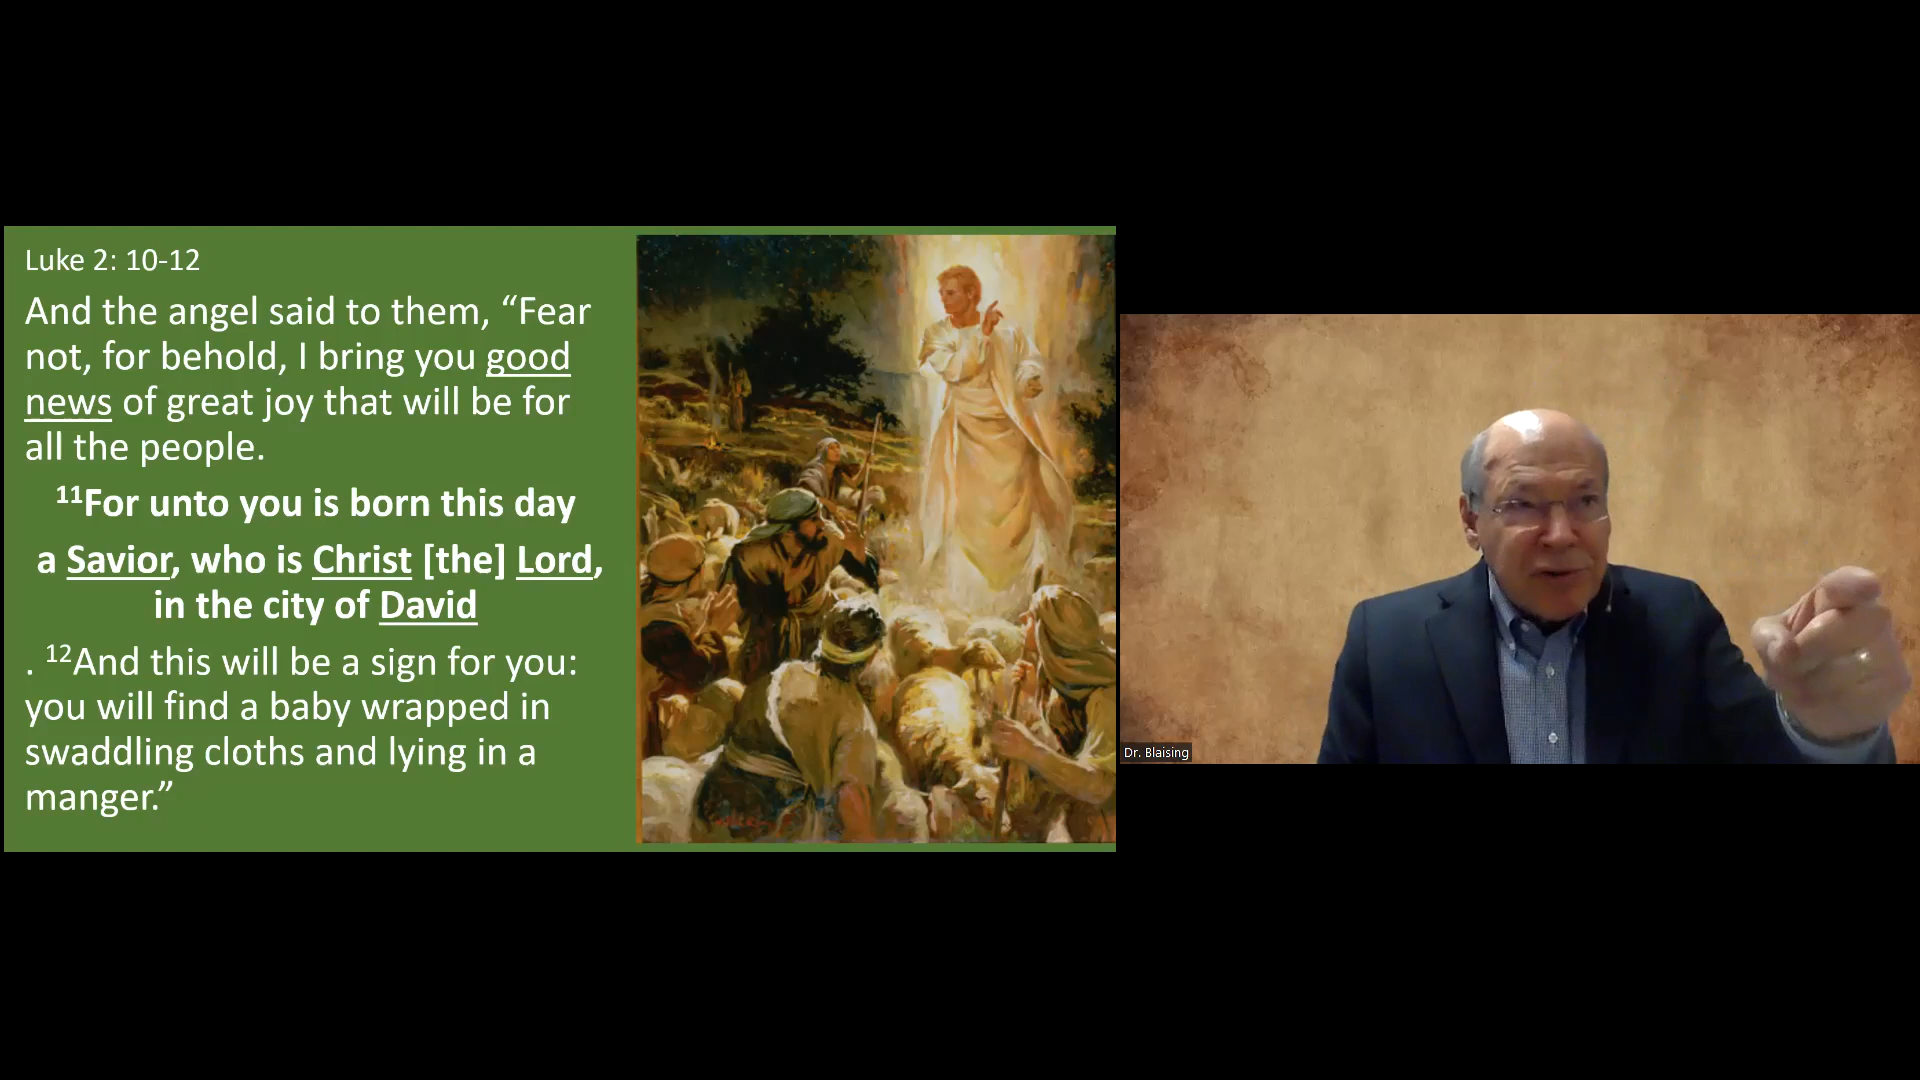 Luke 2: 10-12
And the angel said to them, “Fear
not, for behold, I bring you good
news of great joy that will be for
all the people.
11For unto you is born this day
a Savior, who is Christ [the] Lord,
in the city of David
. 12And this will be a sign for you:
you will find a baby wrapped in
swaddling cloths and lying in a
manger.”
Dr. Blaising